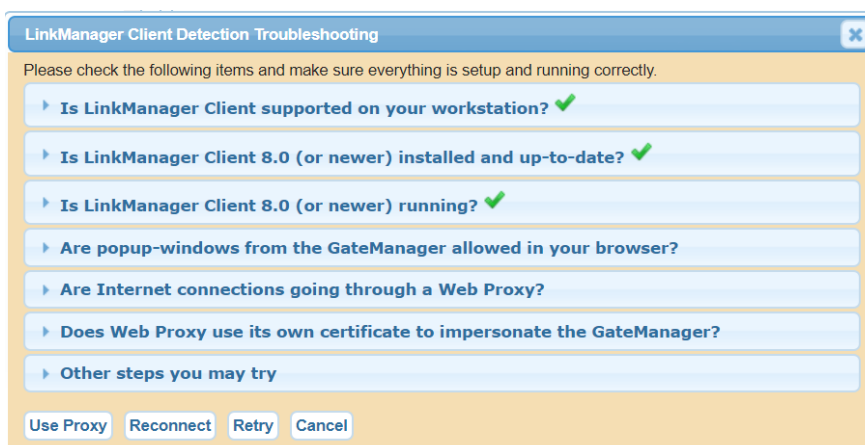 LinkManager Client Detection Troubleshooting
Please check the following items and make sure everything is setup and running correctly.
Is LinkManager Client supported on your workstation?
Is LinkManager Client 8.0 (or newer) installed and up-to-date?
Is LinkManager Client 8.0 (or newer) running?
Are popup-windows from the GateManager allowed in your browser?
Are Internet connections going through a Web Proxy?
Does Web Proxy use its own certificate to impersonate the GateManager?
Other steps you may try
Use Proxy Reconnect Retry Cancel